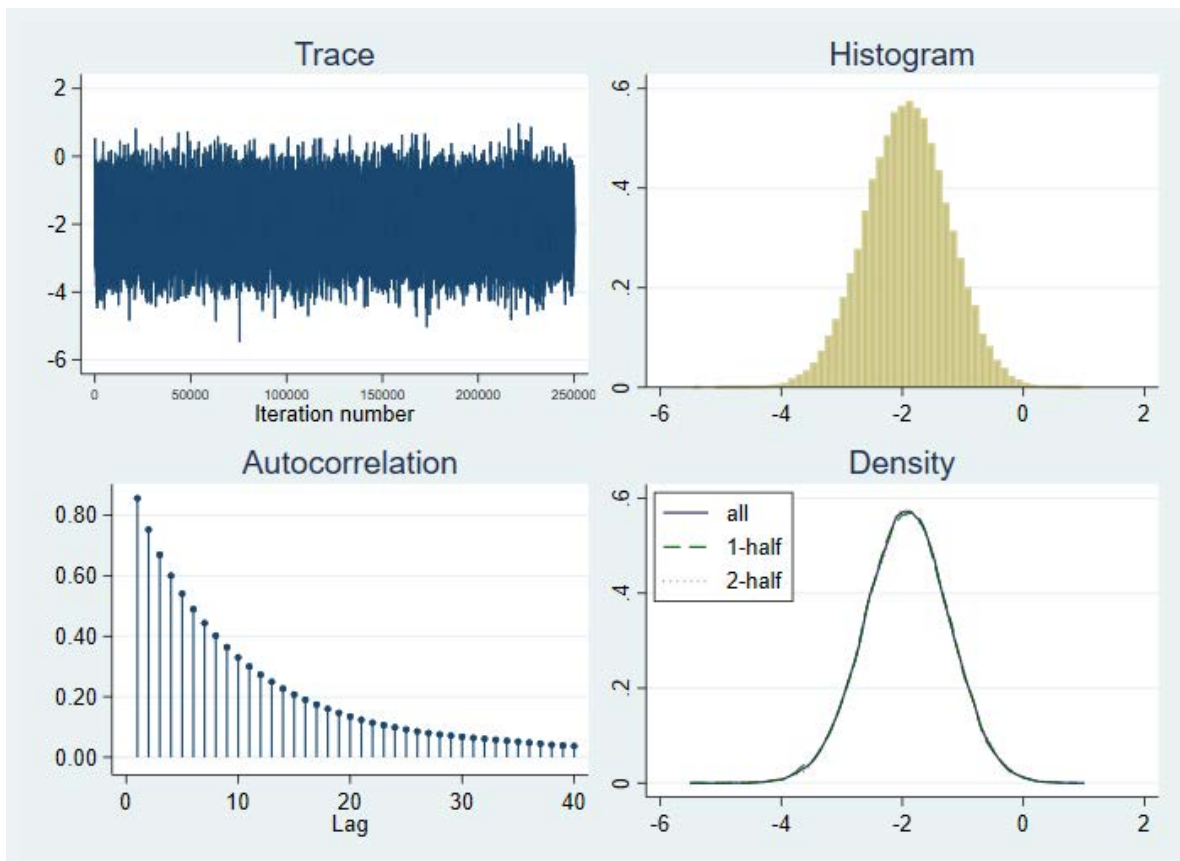 Trace
2
0
-2
-4
-6
0 50000 100000 150000 200000 250000
Iteration number
Histogram
.6
.4
.2
0
-6 -4 -2 0 2
Autocorrelation
0.80
0.60
0.40
0.20
0.00
0 10 20 30 40
Lag
Density
.6
.4
.2
0
all
1-half
2-half
-6 -4 -2 0 2